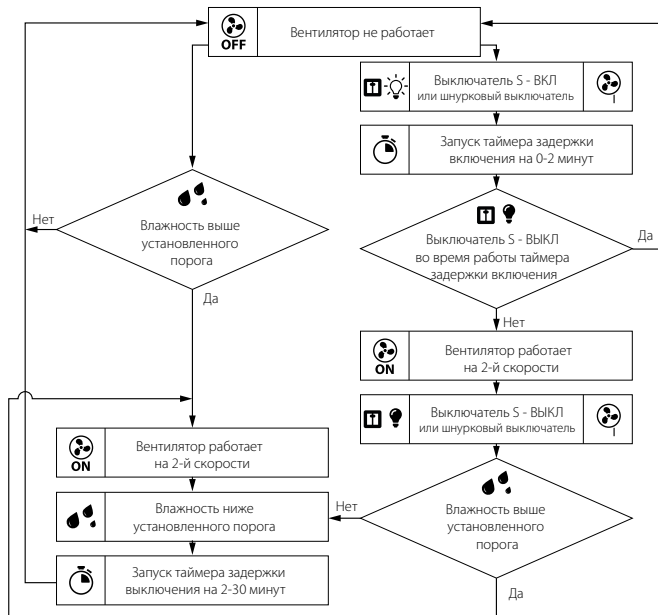 OFF
Вентилятор не работает
Выключатель S - ВКЛ
или шнурковый выключатель
Запуск таймера задержки
включения на 0-2 минут
Нет
Влажность выше
установленного
порога
Да
Выключатель S - ВЫКЛ
во время работы таймера
задержки включения
Да
Нет
ON
Вентилятор работает
на 2-й скорости
Выключатель S - ВЫКЛ
или шнурковый выключатель
ON
Вентилятор работает
на 2-й скорости
Влажность ниже
установленного порога
Нет
Влажность выше
установленного
порога
Запуск таймера задержки
выключения на 2-30 минут
Да